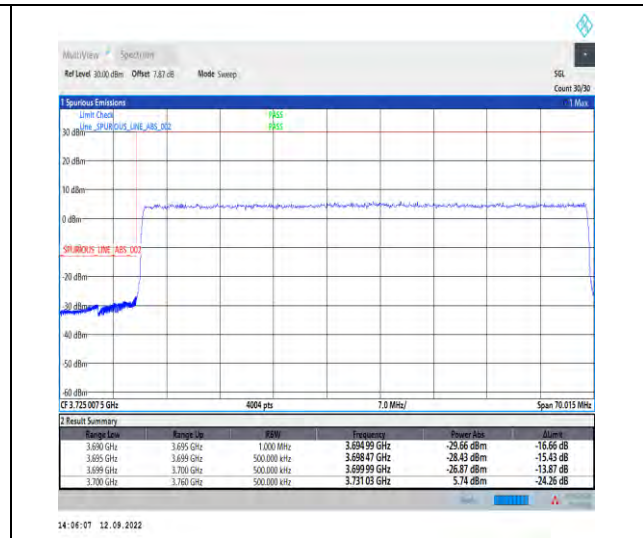 MultiView Spectrum
Ref Level 30.00 dBm Offset 7.67 dB Mode Sweep SGL
Count 30/30
1 Spurious Emissions 1 Max
Limit Check PASS
Line _SPURIOUS_LINE_ABS_002 PASS
30 dBm
20 dBm
10 dBm
0 dBm
_SPURIOUS_LINE_ABS_002
-20 dBm
-30 dBm
-40 dBm
-50 dBm
-60 dBm
CF 3.725 007 5 GHz 4004 pts 7.0 MHz/ Span 70.015 MHz
2 Result Summary
Range Low Range Up RBW Frequency Power Abs ΔLimit
3.690 GHz 3.695 GHz 1.000 MHz 3.694 99 GHz -29.66 dBm -16.66 dB
3.695 GHz 3.699 GHz 500.000 kHz 3.698 47 GHz -28.43 dBm -15.43 dB
3.699 GHz 3.700 GHz 500.000 kHz 3.699 99 GHz -26.87 dBm -13.87 dB
3.700 GHz 3.760 GHz 500.000 kHz 3.731 03 GHz 5.74 dBm -24.26 dB
14:06:07 12.09.2022